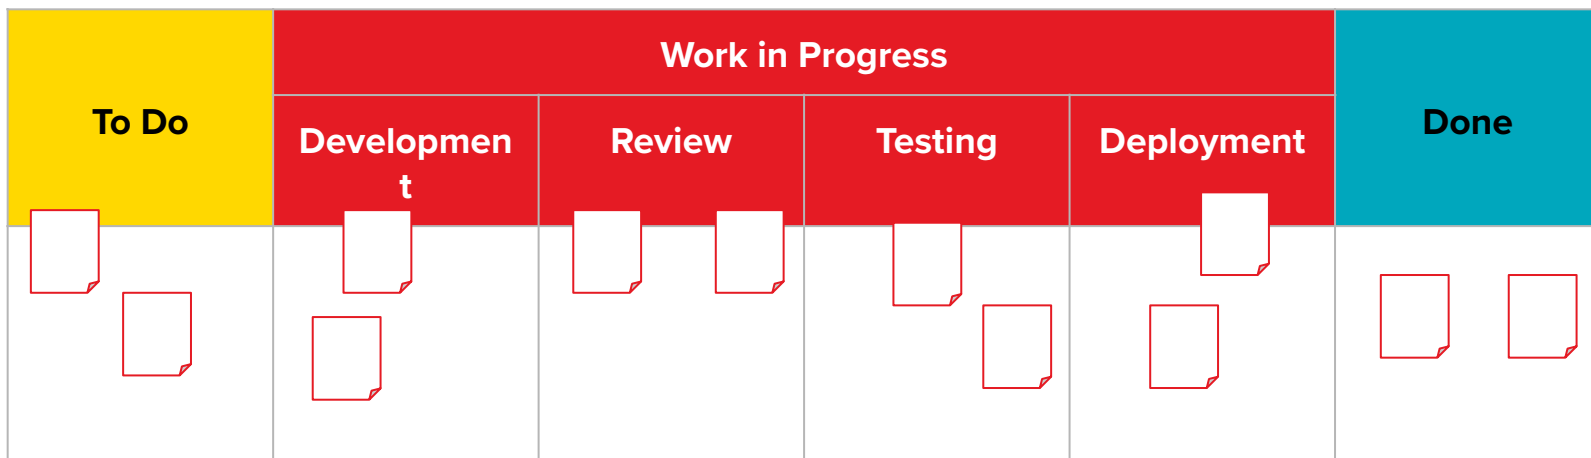 Work in Progress
To Do
Developmen
t
Review
Testing
Deployment
Done